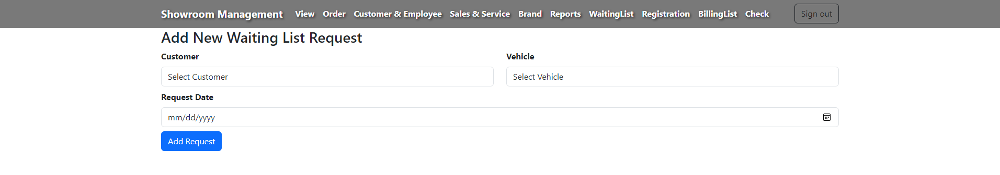 Showroom Management View Order Customer & Employee Sales & Service Brand Reports WaitingList Registration BillingList Check Sign out
Add New Waiting List Request
Customer Vehicle
Select Customer Select Vehicle
Request Date
mm/dd/yyyy
Add Request